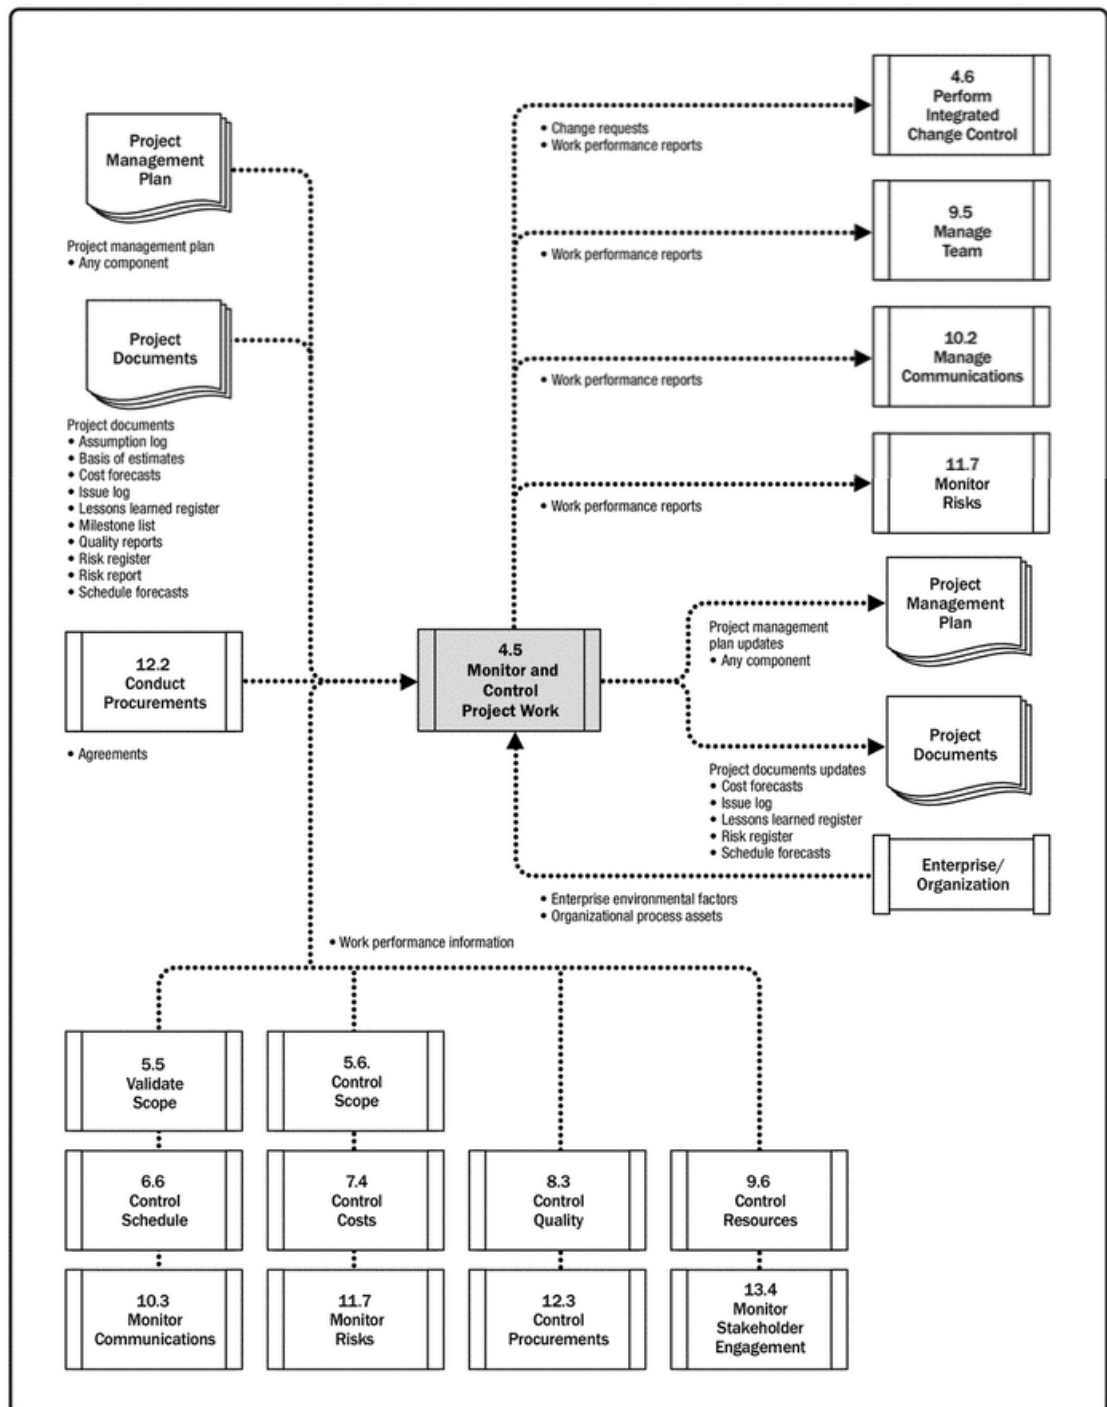 Project
Management
Plan
Project management plan
• Any component
Project
Documents
Project documents
• Assumption log
• Basis of estimates
• Cost forecasts
• Issue log
• Lessons learned register
• Milestone list
• Quality reports
• Risk register
• Risk report
• Schedule forecasts
12.2
Conduct
Procurements
• Agreements
4.5
Monitor and
Control
Project Work
• Change requests
• Work performance reports
4.6
Perform
Integrated
Change Control
• Work performance reports
9.5
Manage
Team
• Work performance reports
10.2
Manage
Communications
• Work performance reports
11.7
Monitor
Risks
Project management
plan updates
• Any component
Project
Management
Plan
Project documents updates
• Cost forecasts
• Issue log
• Lessons learned register
• Risk register
• Schedule forecasts
Project
Documents
Enterprise/
Organization
• Enterprise environmental factors
• Organizational process assets
• Work performance information
5.5
Validate
Scope
5.6.
Control
Scope
6.6
Control
Schedule
7.4
Control
Costs
8.3
Control
Quality
9.6
Control
Resources
10.3
Monitor
Communications
11.7
Monitor
Risks
12.3
Control
Procurements
13.4
Monitor
Stakeholder
Engagement